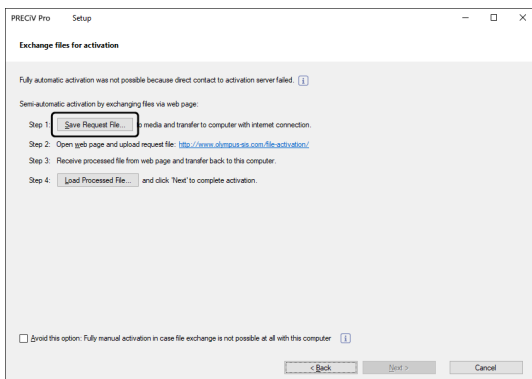 PRECiV Pro Setup
Exchange files for activation
Fully automatic activation was not possible because direct contact to activation server failed. i
Semi-automatic activation by exchanging files via web page:
Step 1: Save Request File... to media and transfer to computer with internet connection.
Step 2: Open web page and upload request file: http://www.olympus-sis.com/file-activation/
Step 3: Receive processed file from web page and transfer back to this computer.
Step 4: Load Processed File... and click 'Next' to complete activation.
Avoid this option: Fully manual activation in case file exchange is not possible at all with this computer i
< Back Next > Cancel